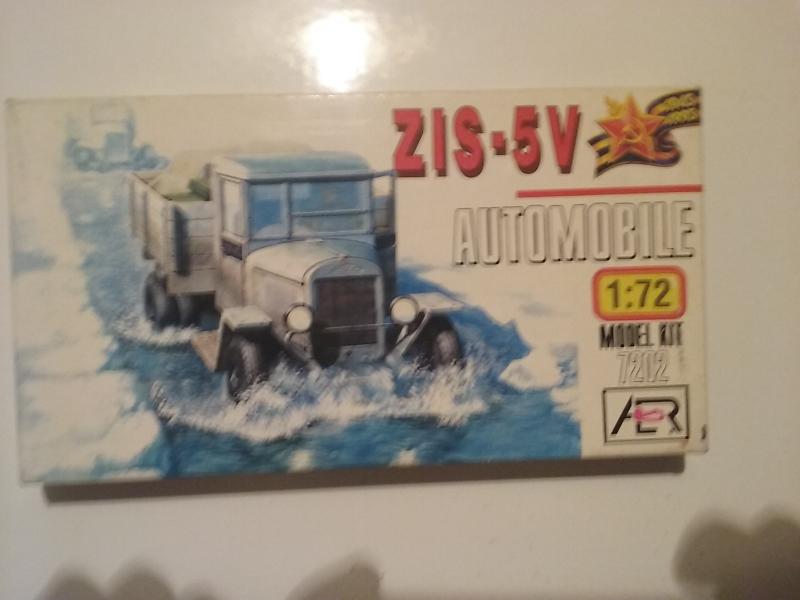 ZIS-5V
AUTOMOBILE
1:72
MODEL KIT
7202
AER